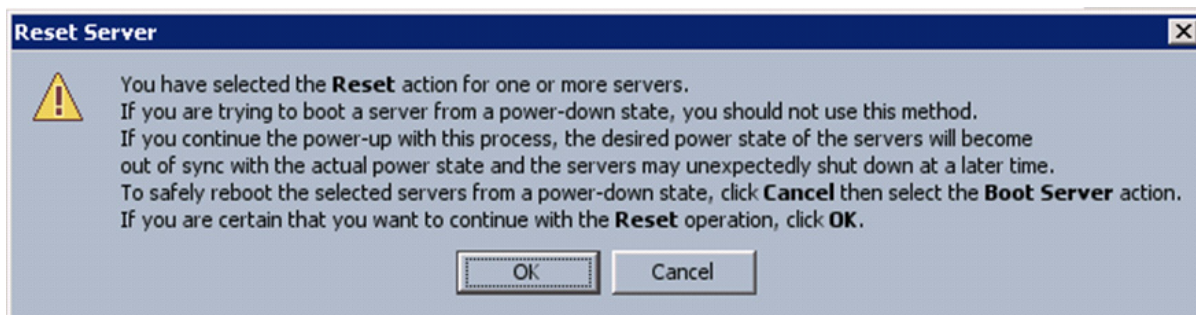 Reset Server
You have selected the Reset action for one or more servers.
If you are trying to boot a server from a power-down state, you should not use this method.
If you continue the power-up with this process, the desired power state of the servers will become
out of sync with the actual power state and the servers may unexpectedly shut down at a later time.
To safely reboot the selected servers from a power-down state, click Cancel then select the Boot Server action.
If you are certain that you want to continue with the Reset operation, click OK.
OK Cancel